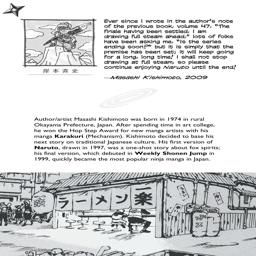 岸本斉史
Ever since I wrote in the author's note
of the previous book, volume 47, "The
finale having been settled, I am
drawing full steam ahead," lots of folks
have been asking me, "Is the series
ending soon?" but it is simply that the
premise has been set; it will keep going
for a long time! I shall not stop
drawing at full steam, so please
continue enjoying Naruto until the end!
—Masashi Kishimoto, 2009
Author/artist Masashi Kishimoto was born in 1974 in rural
Okayama Prefecture, Japan. After spending time in art college,
he won the Hop Step Award for new manga artists with his
manga Karakuri (Mechanism). Kishimoto decided to base his
next story on traditional Japanese culture. His first version of
Naruto, drawn in 1997, was a one-shot story about fox spirits;
his final version, which debuted in Weekly Shonen Jump in
1999, quickly became the most popular ninja manga in Japan.
ラーメン楽